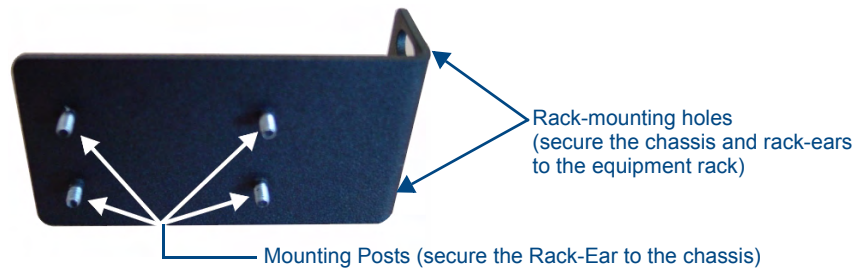 Rack-mounting holes
(secure the chassis and rack-ears
to the equipment rack)
Mounting Posts (secure the Rack-Ear to the chassis)